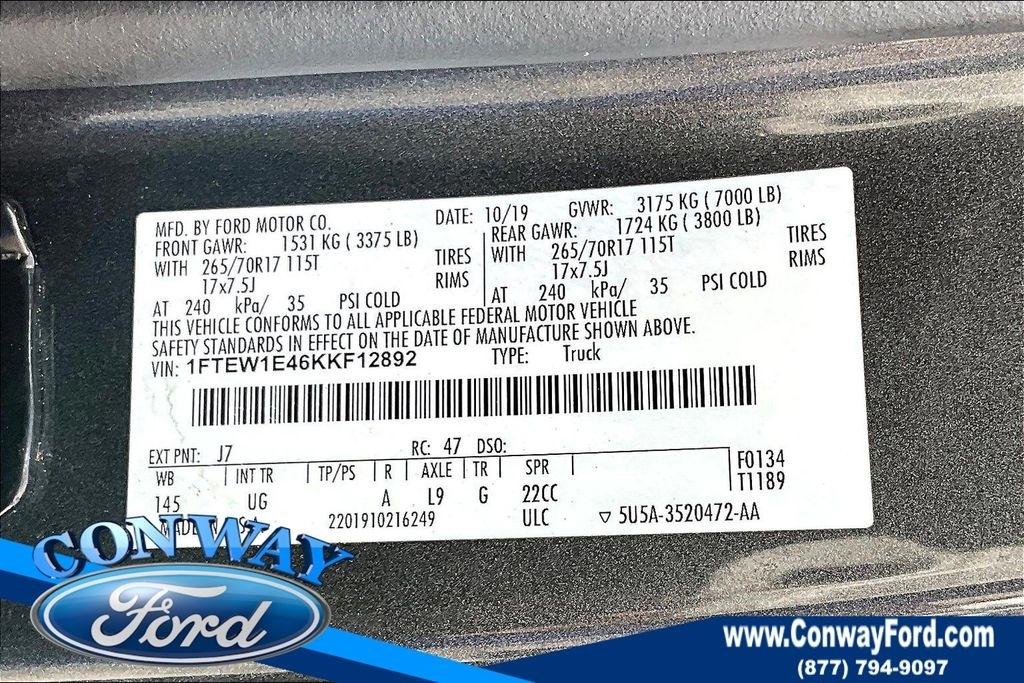 MFD. BY FORD MOTOR CO. DATE: 10/19 GVWR: 3175 KG ( 7000 LB)
FRONT GAWR: 1531 KG ( 3375 LB) REAR GAWR: 1724 KG ( 3800 LB)
WITH 265/70R17 115T TIRES WITH 265/70R17 115T TIRES
17x7.5J RIMS 17x7.5J RIMS
AT 240 kPa/ 35 PSI COLD AT 240 kPa/ 35 PSI COLD
THIS VEHICLE CONFORMS TO ALL APPLICABLE FEDERAL MOTOR VEHICLE
SAFETY STANDARDS IN EFFECT ON THE DATE OF MANUFACTURE SHOWN ABOVE.
VIN: 1FTEW1E46KKF12892 TYPE: Truck
EXT PNT: J7 RC: 47 DSO:
WB INT TR TP/PS R AXLE TR SPR F0134
145 UG A L9 G 22CC T1189
2201910216249 ULC ▽ 5U5A-3520472-AA
CONWAY
Ford
www.ConwayFord.com
(877) 794-9097